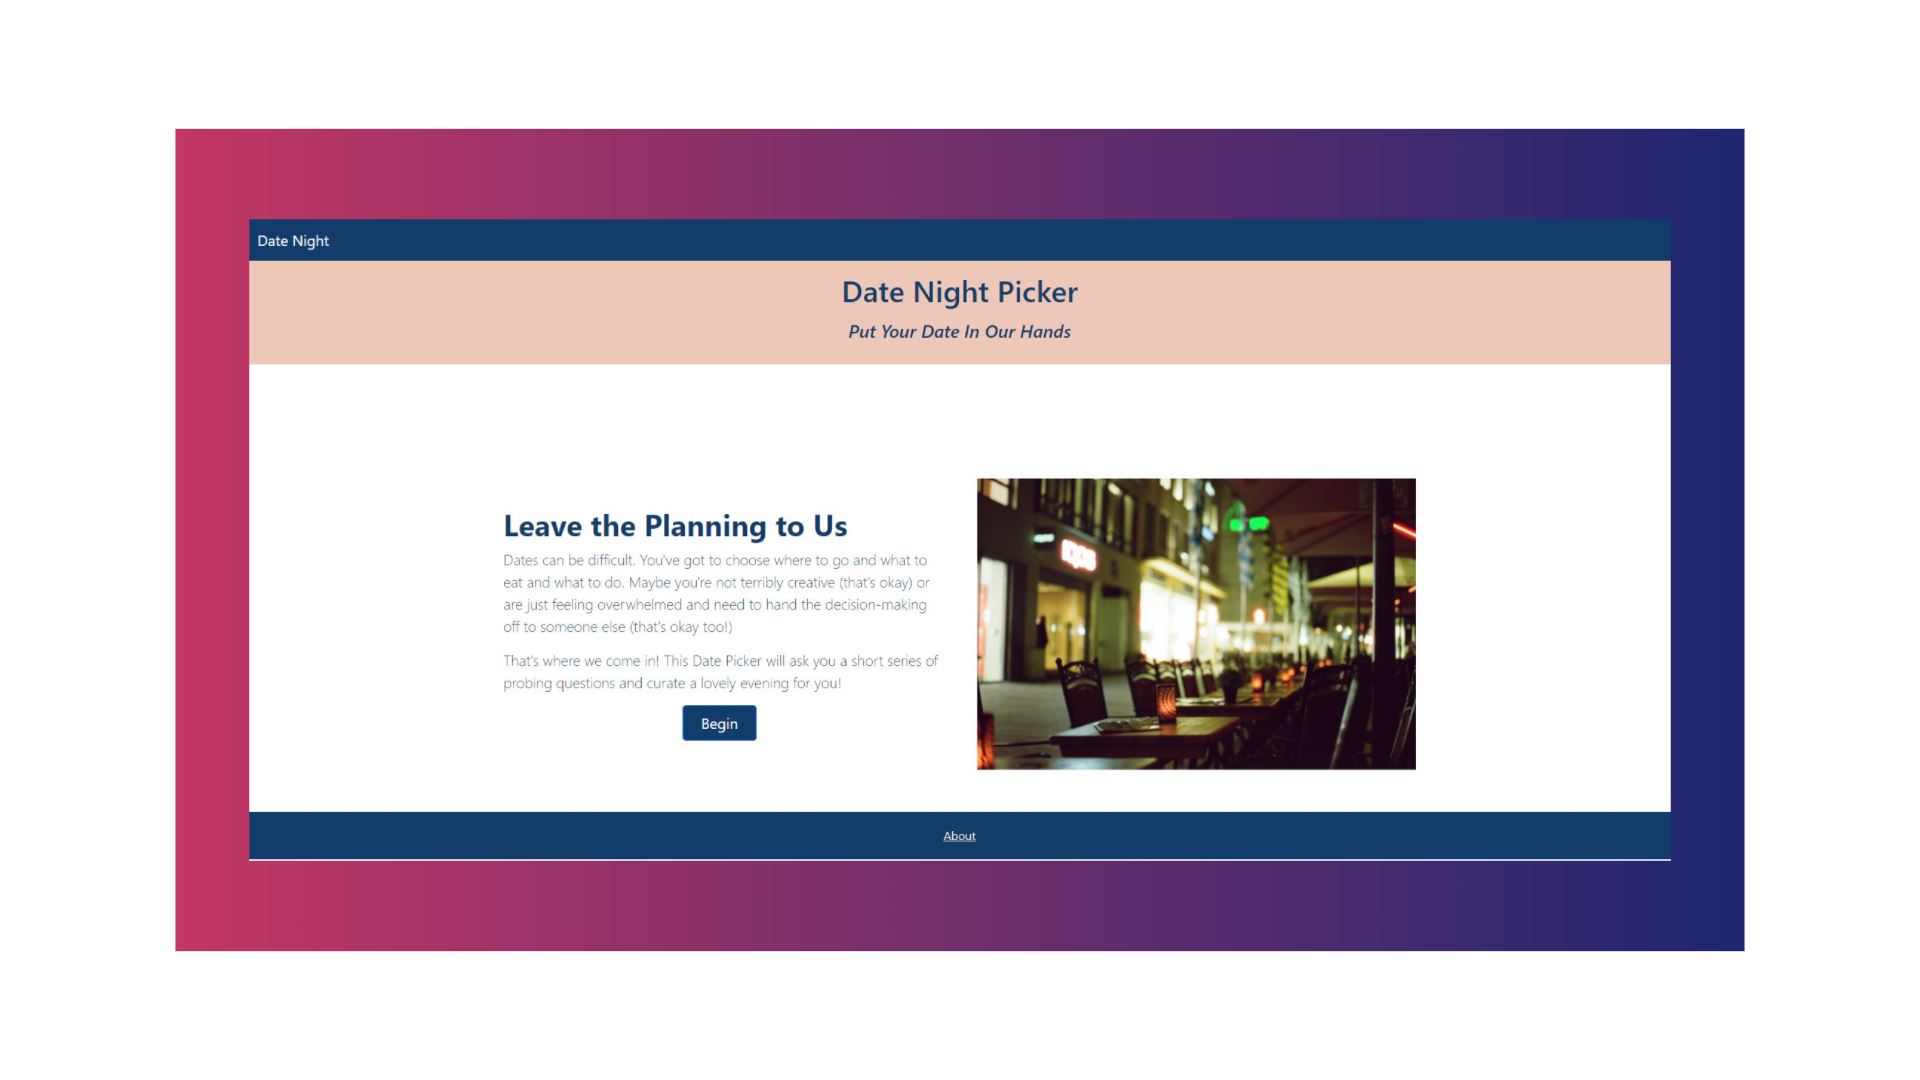 Date Night
Date Night Picker
Put Your Date In Our Hands
Leave the Planning to Us
Dates can be difficult. You've got to choose where to go and what to
eat and what to do. Maybe you're not terribly creative (that's okay) or
are just feeling overwhelmed and need to hand the decision-making
off to someone else (that's okay too!)
That's where we come in! This Date Picker will ask you a short series of
probing questions and curate a lovely evening for you!
Begin
About